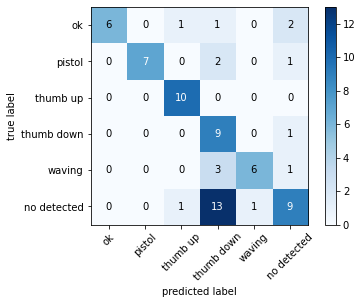 ok 6 0 1 1 0 2
pistol 0 7 0 2 0 1
thumb up 0 0 10 0 0 0
thumb down 0 0 0 9 0 1
waving 0 0 0 3 6 1
no detected 0 0 1 13 1 9
ok pistol thumb up thumb down waving no detected
predicted label
true label
12
10
8
6
4
2
0